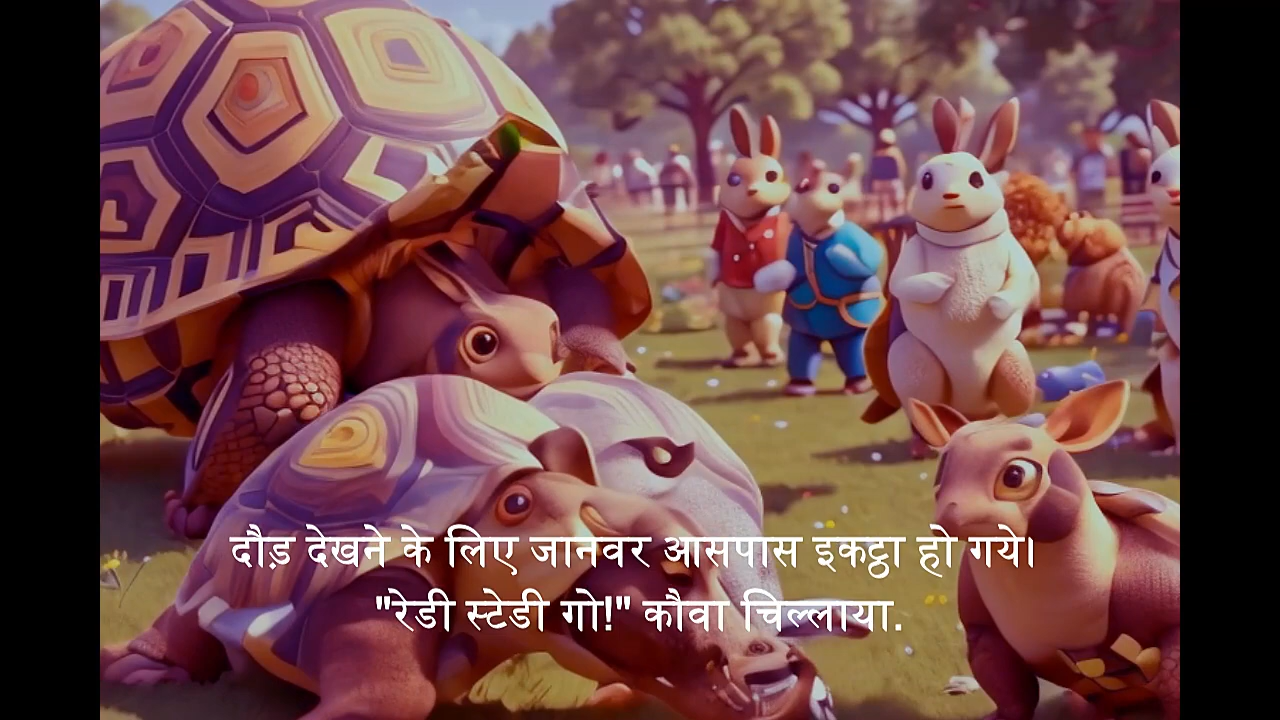 दौड़ देखने के लिए जानवर आसपास इकट्ठा हो गये।
"रेडी स्टेडी गो!" कौवा चिल्लाया.